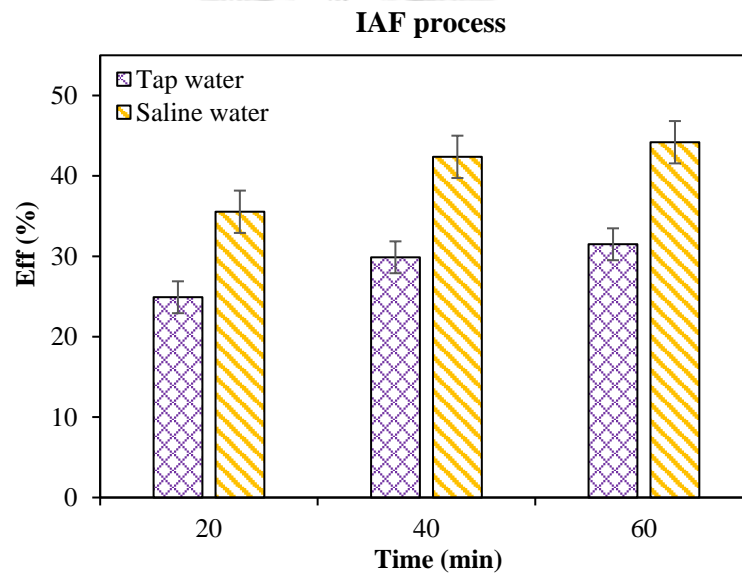 IAF process
Tap water
Saline water
Eff (%)
50
40
30
20
10
0
20 40 60
Time (min)